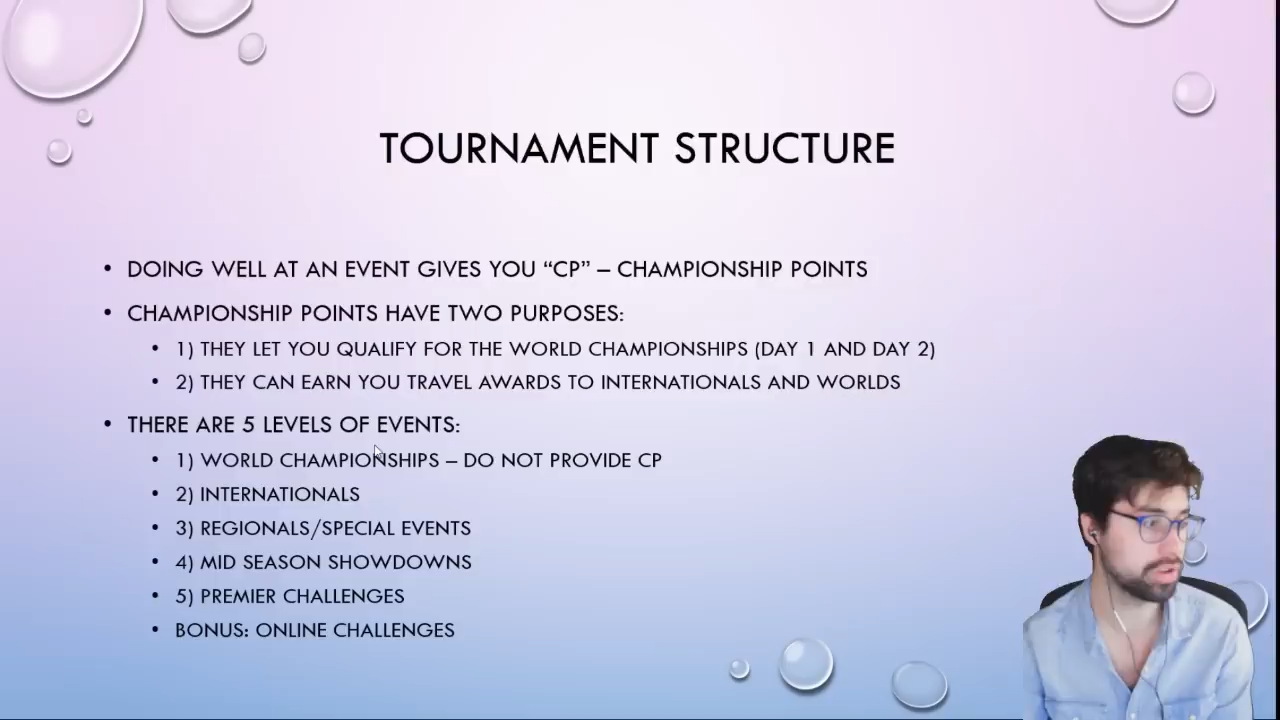 TOURNAMENT STRUCTURE
• DOING WELL AT AN EVENT GIVES YOU “CP” – CHAMPIONSHIP POINTS
• CHAMPIONSHIP POINTS HAVE TWO PURPOSES:
• 1) THEY LET YOU QUALIFY FOR THE WORLD CHAMPIONSHIPS (DAY 1 AND DAY 2)
• 2) THEY CAN EARN YOU TRAVEL AWARDS TO INTERNATIONALS AND WORLDS
• THERE ARE 5 LEVELS OF EVENTS:
• 1) WORLD CHAMPIONSHIPS – DO NOT PROVIDE CP
• 2) INTERNATIONALS
• 3) REGIONALS/SPECIAL EVENTS
• 4) MID SEASON SHOWDOWNS
• 5) PREMIER CHALLENGES
• BONUS: ONLINE CHALLENGES